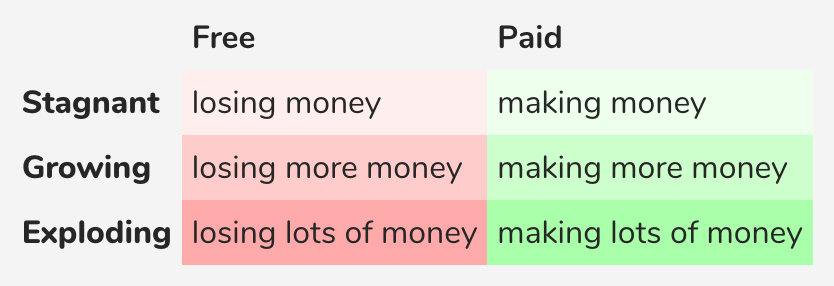 Free Paid
Stagnant losing money making money
Growing losing more money making more money
Exploding losing lots of money making lots of money